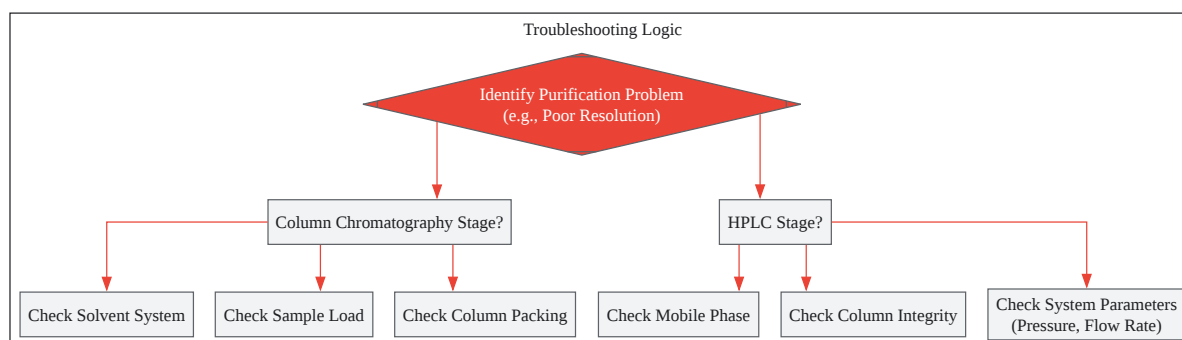 Troubleshooting Logic
Identify Purification Problem
(e.g., Poor Resolution)
Column Chromatography Stage?
HPLC Stage?
Check Solvent System
Check Sample Load
Check Column Packing
Check Mobile Phase
Check Column Integrity
Check System Parameters
(Pressure, Flow Rate)